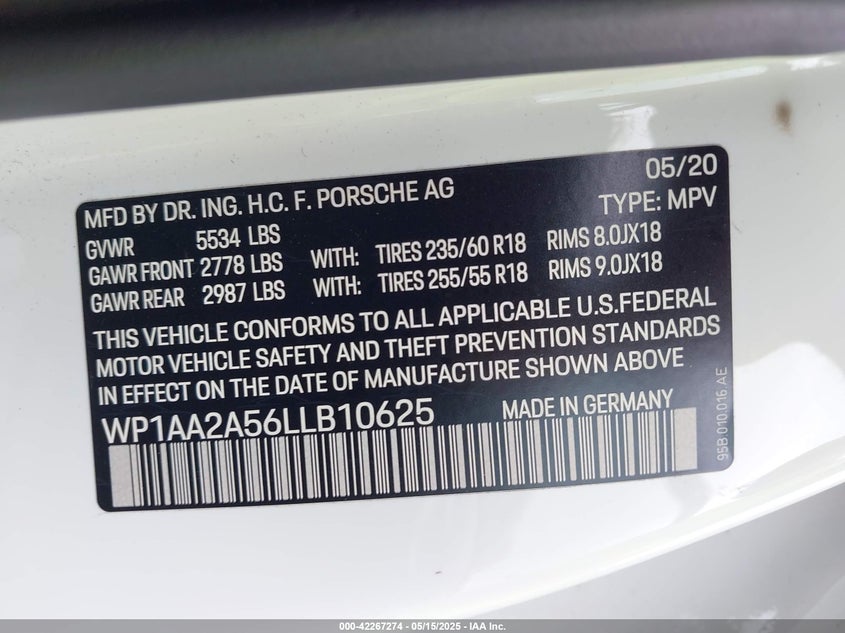 05/20
MFD BY DR. ING. H.C. F. PORSCHE AG
TYPE: MPV
GVWR 5534 LBS
GAWR FRONT 2778 LBS WITH: TIRES 235/60 R18 RIMS 8.0JX18
GAWR REAR 2987 LBS WITH: TIRES 255/55 R18 RIMS 9.0JX18
THIS VEHICLE CONFORMS TO ALL APPLICABLE U.S.FEDERAL
MOTOR VEHICLE SAFETY AND THEFT PREVENTION STANDARDS
IN EFFECT ON THE DATE OF MANUFACTURE SHOWN ABOVE
WP1AA2A56LLB10625 MADE IN GERMANY
95B.010.016 AE
000-42267274 - 05/15/2025 - IAA Inc.